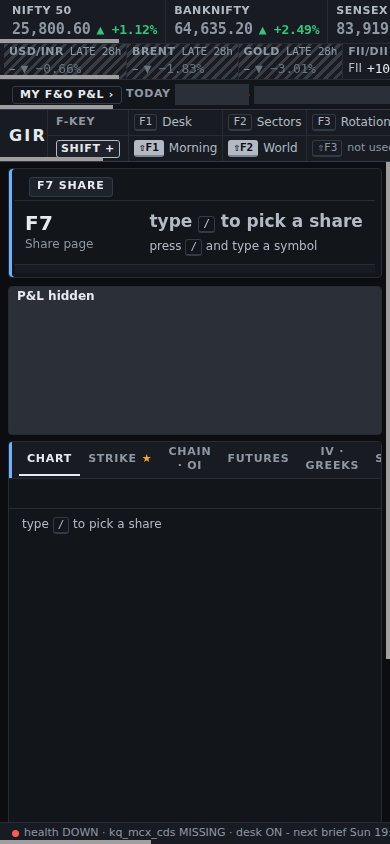 NIFTY 50 BANKNIFTY SENSEX
25,800.60 ▲ +1.12% 64,635.20 ▲ +2.49% 83,919
USD/INR LATE 28h BRENT LATE 24h GOLD LATE 24h FII/DII
— ▼ −0.66% — ▼ −1.83% — ▼ −3.01% FII +10
MY F&O P&L › TODAY
GIR F-KEY F1 Desk F2 Sectors F3 Rotation
SHIFT + ⇧F1 Morning ⇧F2 World ⇧F3 not used
F7 SHARE
F7 type / to pick a share
Share page press / and type a symbol
P&L hidden
CHART STRIKE ★ CHAIN · OI FUTURES IV · GREEKS S
type / to pick a share
● health DOWN · kq_mcx_cds MISSING · desk ON - next brief Sun 19: